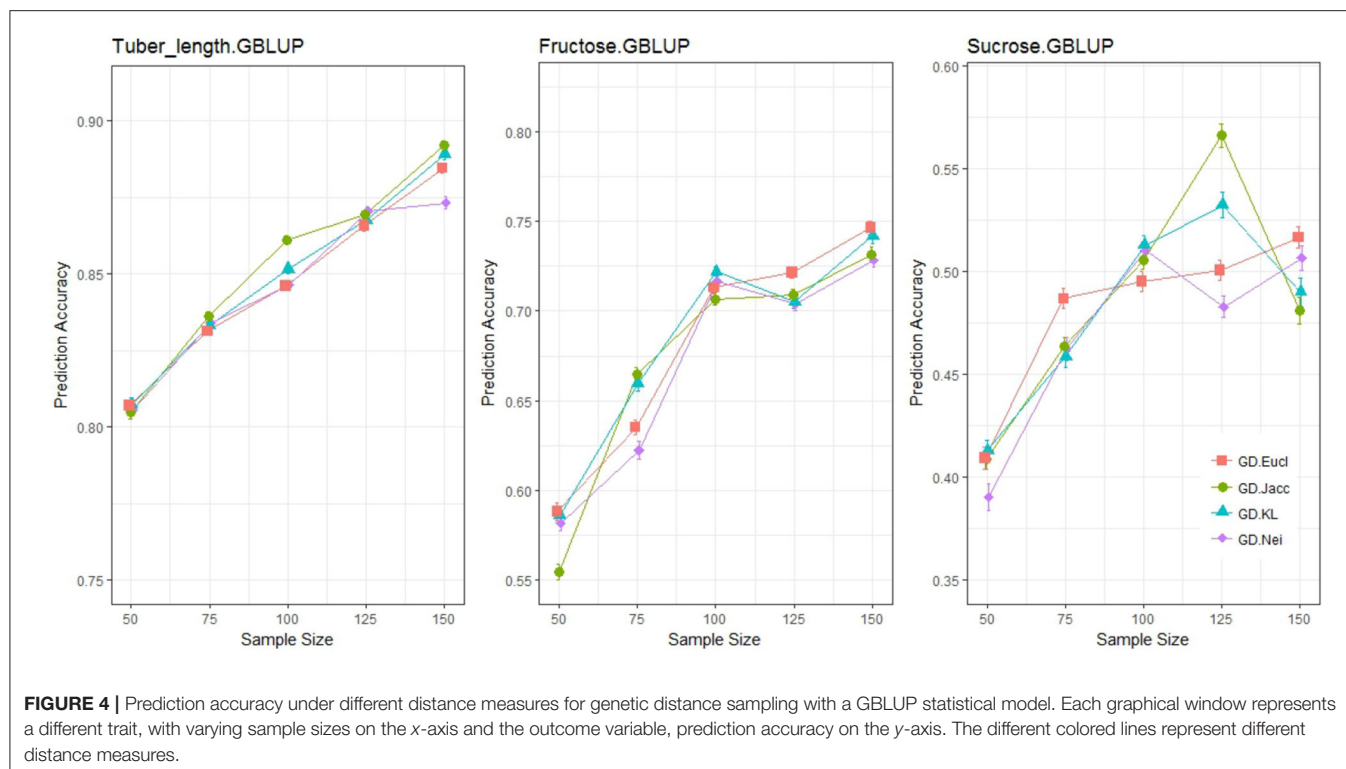 Tuber_length.GBLUP
Fructose.GBLUP
Sucrose.GBLUP
Prediction Accuracy
0.90
0.85
0.80
0.75
50 75 100 125 150
Sample Size
Prediction Accuracy
0.80
0.75
0.70
0.65
0.60
0.55
50 75 100 125 150
Sample Size
Prediction Accuracy
0.60
0.55
0.50
0.45
0.40
0.35
50 75 100 125 150
Sample Size
GD.Eucl
GD.Jacc
GD.KL
GD.Nei
FIGURE 4 | Prediction accuracy under different distance measures for genetic distance sampling with a GBLUP statistical model. Each graphical window represents
a different trait, with varying sample sizes on the x-axis and the outcome variable, prediction accuracy on the y-axis. The different colored lines represent different
distance measures.